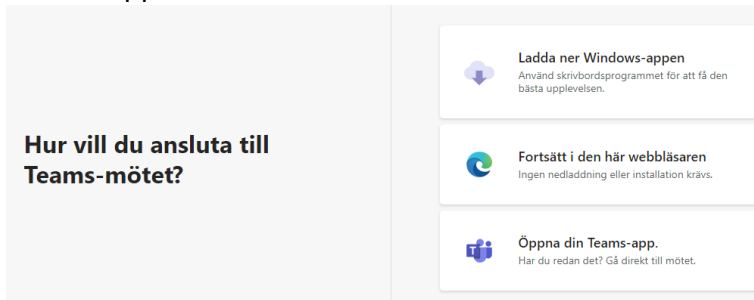 Hur vill du ansluta till
Teams-mötet?
Ladda ner Windows-appen
Använd skrivbordsprogrammet för att få den
bästa upplevelsen.
Fortsätt i den här webbläsaren
Ingen nedladdning eller installation krävs.
Öppna din Teams-app.
Har du redan det? Gå direkt till mötet.